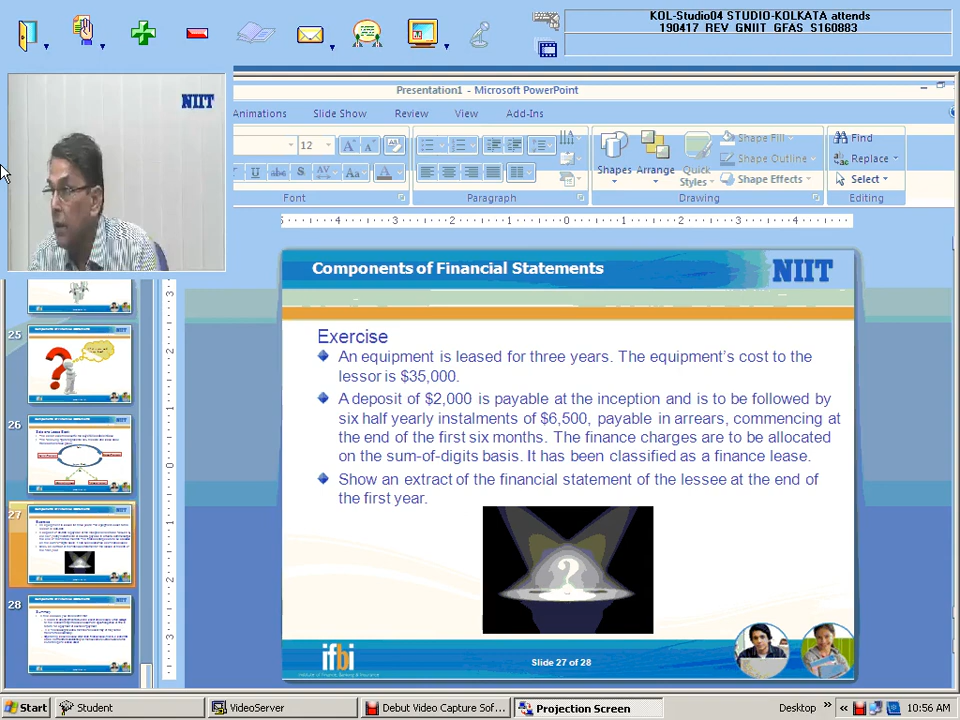 KOL-Studio04 STUDIO-KOLKATA attends
190417_REV_GNIIT_GFAS_S160883
NIIT
Presentation1 - Microsoft PowerPoint
Animations
Slide Show
Review
View
Add-Ins
12
Aa
Font
Paragraph
Shapes
Arrange
Quick
Styles
Shape Fill
Shape Outline
Shape Effects
Drawing
Find
Replace
Select
Editing
Components of Financial Statements
NIIT
Exercise
An equipment is leased for three years. The equipment's cost to the
lessor is $35,000.
A deposit of $2,000 is payable at the inception and is to be followed by
six half yearly instalments of $6,500, payable in arrears, commencing at
the end of the first six months. The finance charges are to be allocated
on the sum-of-digits basis. It has been classified as a finance lease.
Show an extract of the financial statement of the lessee at the end of
the first year.
ifbi
Institute of Finance, Banking & Insurance
Slide 27 of 28
25
26
27
28
Start
Student
VideoServer
Debut Video Capture Sof...
Projection Screen
Desktop
10:56 AM